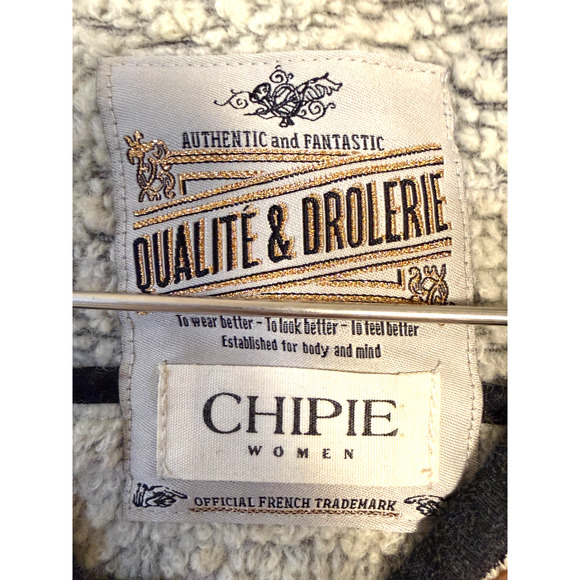 AUTHENTIC and FANTASTIC
QUALITÉ & DROLERIE
To wear better - To look better - To feel better
Established for body and mind
CHIPIE
WOMEN
OFFICIAL FRENCH TRADEMARK